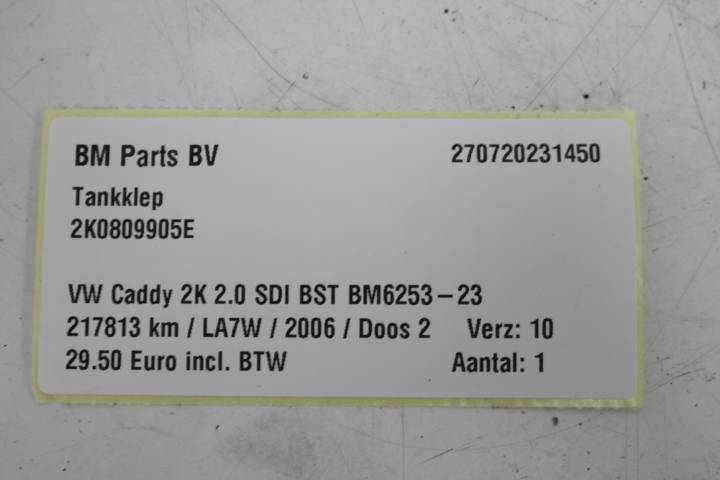 BM Parts BV 270720231450
Tankklep
2K0809905E
VW Caddy 2K 2.0 SDI BST BM6253-23
217813 km / LA7W / 2006 / Doos 2 Verz: 10
29.50 Euro incl. BTW Aantal: 1